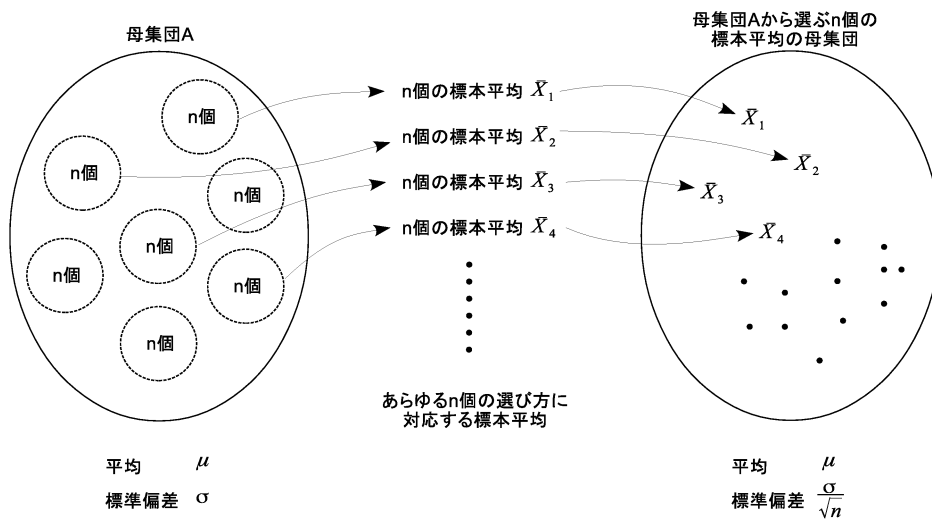 母集団A
母集団Aから選ぶn個の
標本平均の母集団
n個
n個
n個
n個
n個
n個
n個
n個の標本平均 X̄₁
n個の標本平均 X̄₂
n個の標本平均 X̄₃
n個の標本平均 X̄₄
あらゆるn個の選び方に
対応する標本平均
X̄₁
X̄₂
X̄₃
X̄₄
平均 μ
標準偏差 σ
平均 μ
標準偏差 σ/√n